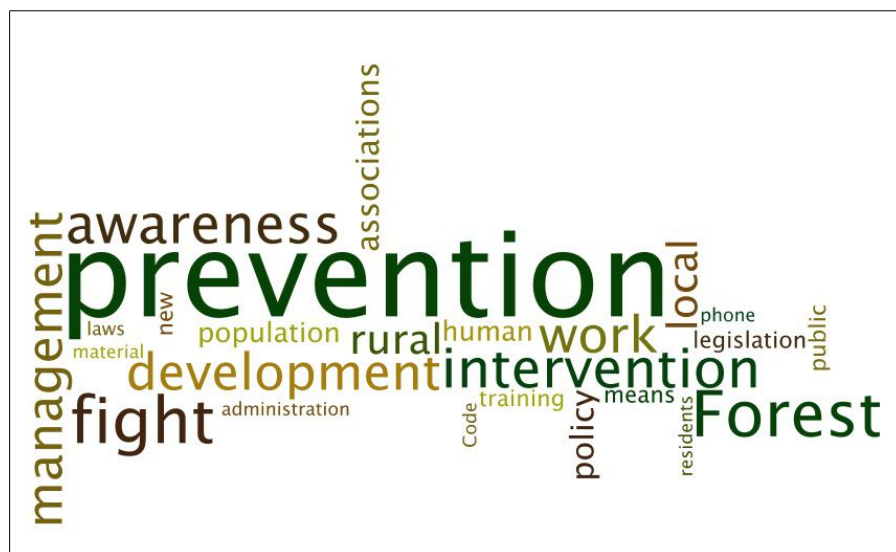 associations
awareness
management
prevention
local
laws
new
population
rural
human
work
phone
legislation
public
material
development
intervention
fight
administration
Code
training
policy
means
residents
Forest